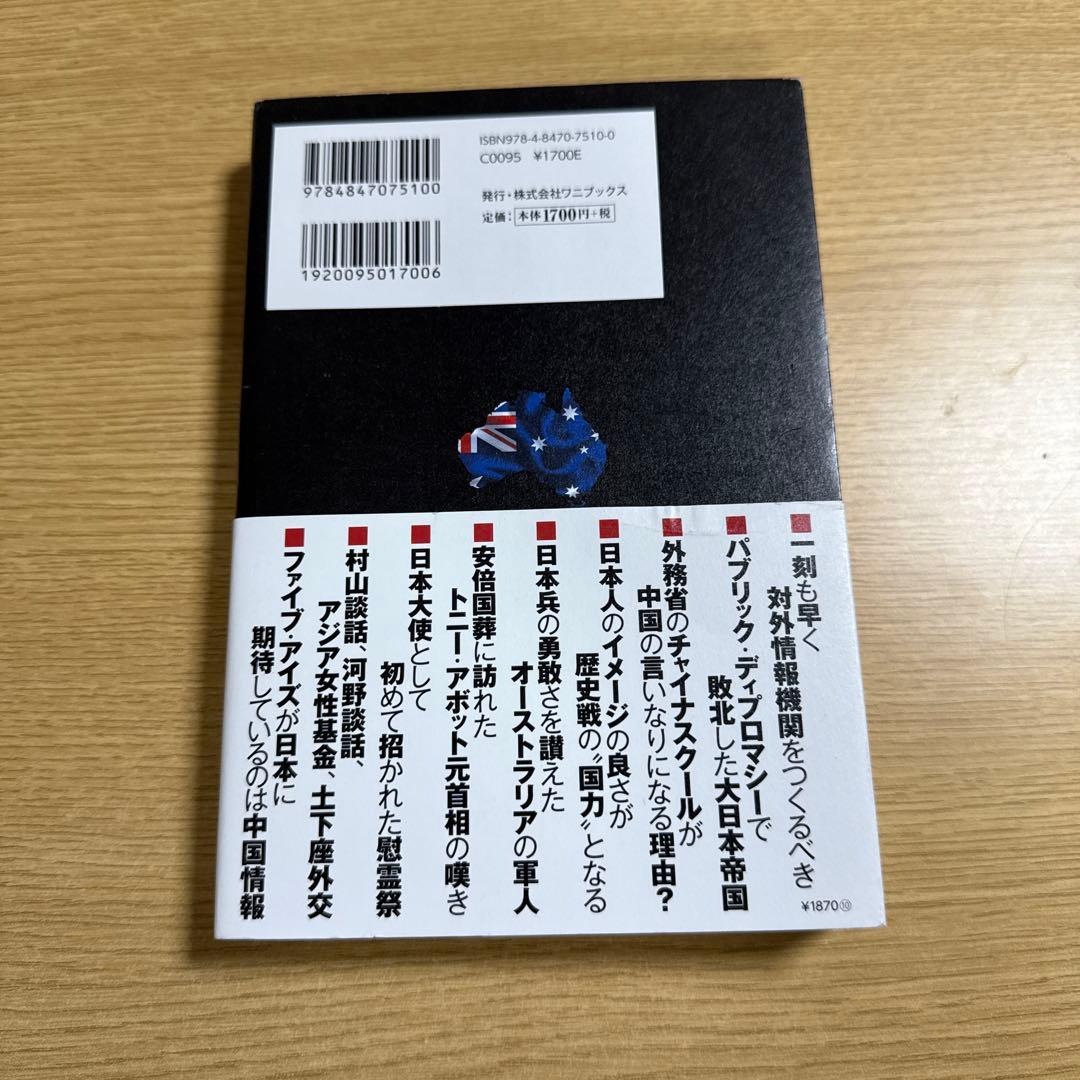 ISBN978-4-8470-7510-0
C0095 ¥1700E
発行・株式会社ワニブックス
定価：本体1700円+税
9784847075100
1920095017006
■一刻も早く
対外情報機関をつくるべき
■パブリック・ディプロマシーで
敗北した大日本帝国
■外務省のチャイナスクールが
中国の言いなりになる理由？
■日本人のイメージの良さが
歴史戦の〝国力〟となる
■日本兵の勇敢さを讃えた
オーストラリアの軍人
■安倍国葬に訪れた
トニー・アボット元首相の嘆き
■日本大使として
初めて招かれた慰霊祭
■村山談話、河野談話、
アジア女性基金、土下座外交
■ファイブ・アイズが日本に
期待しているのは中国情報
¥1870⑩